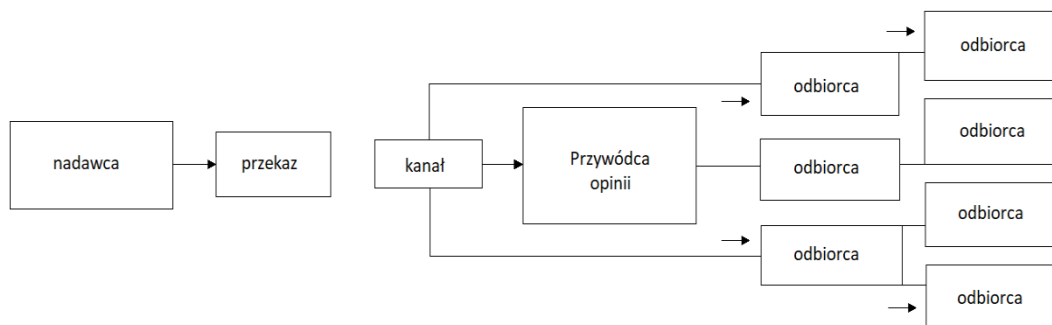 nadawca
przekaz
kanał
Przywódca
opinii
odbiorca
odbiorca
odbiorca
odbiorca
odbiorca
odbiorca
odbiorca